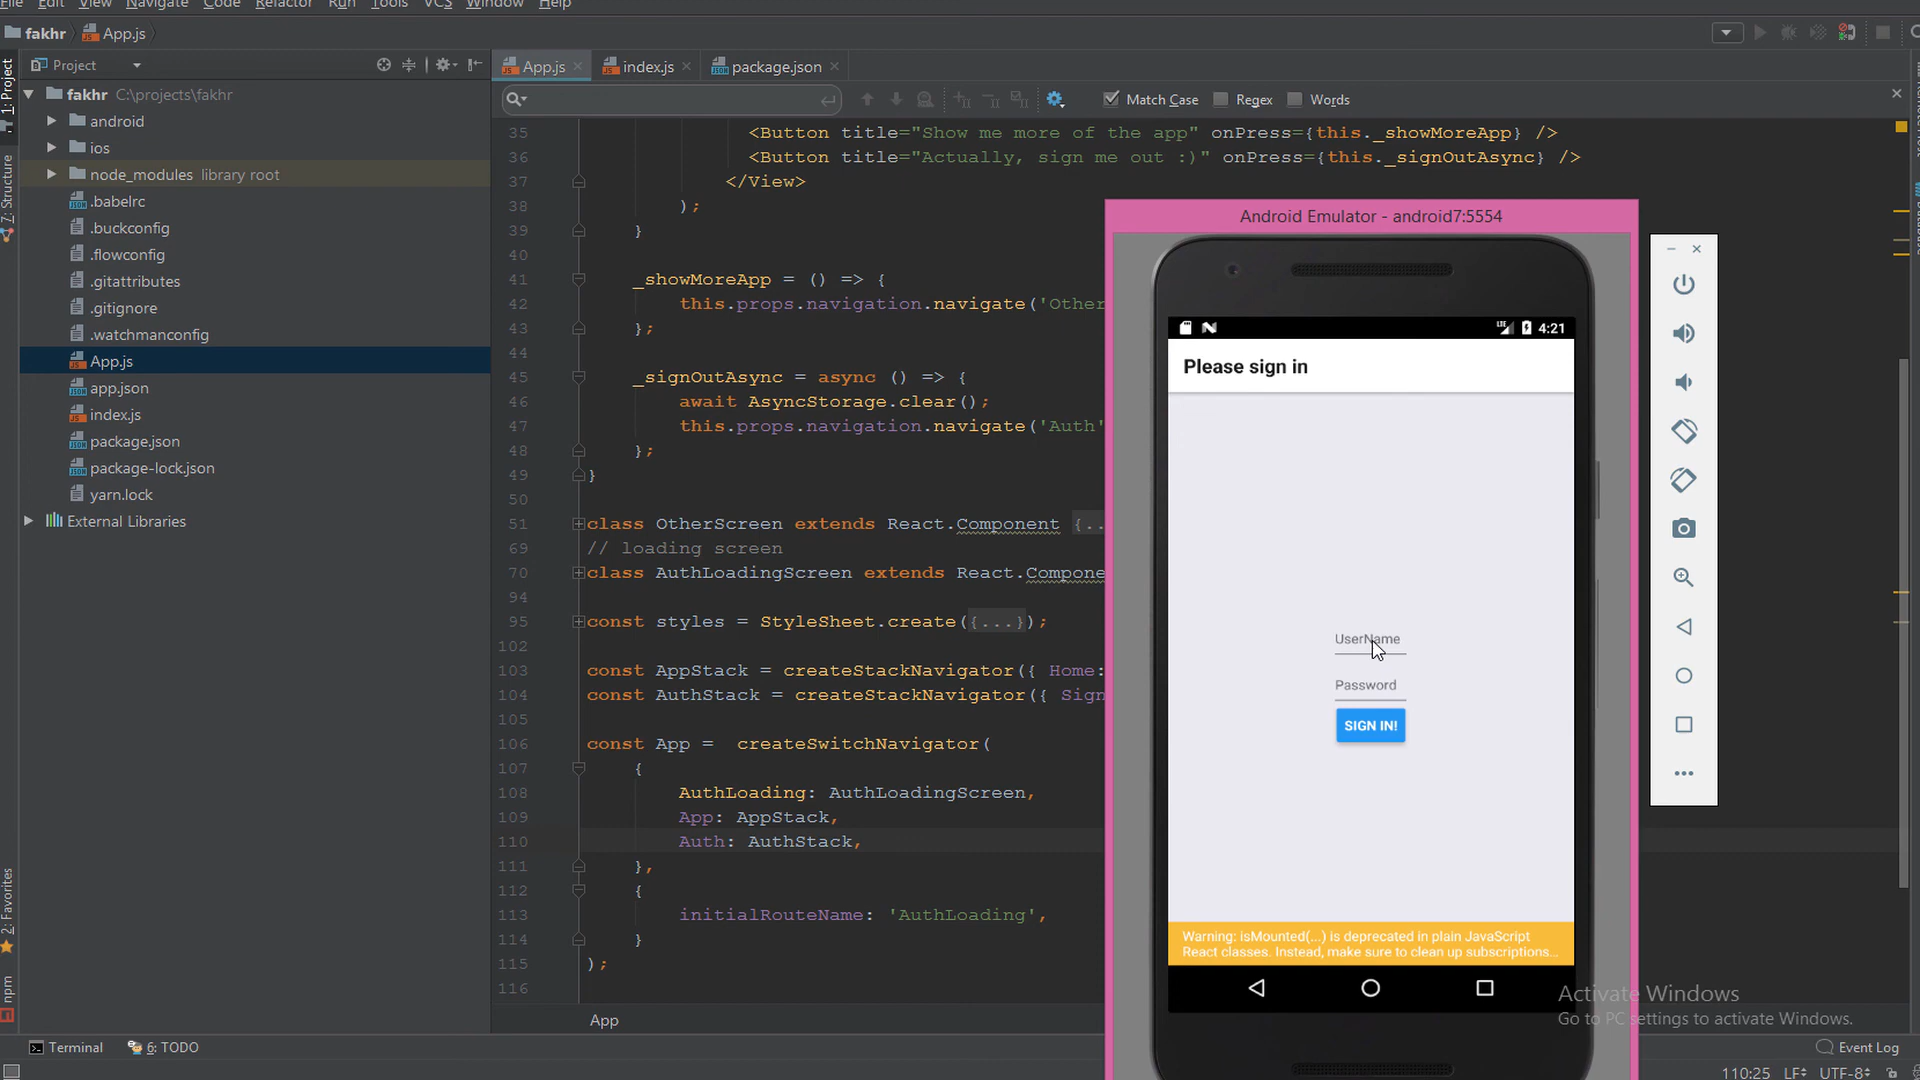 File Edit View Navigate Code Refactor Run Tools VCS Window Help
fakhr App.js
Project
App.js index.js package.json
Match Case Regex Words
1: Project
7: Structure
2: Favorites
npm
fakhr C:\projects\fakhr
android
ios
node_modules library root
.babelrc
.buckconfig
.flowconfig
.gitattributes
.gitignore
.watchmanconfig
App.js
app.json
index.js
package.json
package-lock.json
yarn.lock
External Libraries
35 <Button title="Show me more of the app" onPress={this._showMoreApp} />
36 <Button title="Actually, sign me out :)" onPress={this._signOutAsync} />
37 </View>
38 );
39 }
40
41 _showMoreApp = () => {
42 this.props.navigation.navigate('Other
43 };
44
45 _signOutAsync = async () => {
46 await AsyncStorage.clear();
47 this.props.navigation.navigate('Auth'
48 };
49 }
50
51 class OtherScreen extends React.Component {...
69 // loading screen
70 class AuthLoadingScreen extends React.Compone
94
95 const styles = StyleSheet.create({...});
102
103 const AppStack = createStackNavigator({ Home:
104 const AuthStack = createStackNavigator({ Sign
105
106 const App = createSwitchNavigator(
107 {
108 AuthLoading: AuthLoadingScreen,
109 App: AppStack,
110 Auth: AuthStack,
111 },
112 {
113 initialRouteName: 'AuthLoading',
114 }
115 );
116
App
Android Emulator - android7:5554
LTE 4:21
Please sign in
UserName
Password
SIGN IN!
Warning: isMounted(...) is deprecated in plain JavaScript
React classes. Instead, make sure to clean up subscriptions...
Activate Windows
Go to PC settings to activate Windows.
Terminal 6: TODO
Event Log
110:25 LF UTF-8